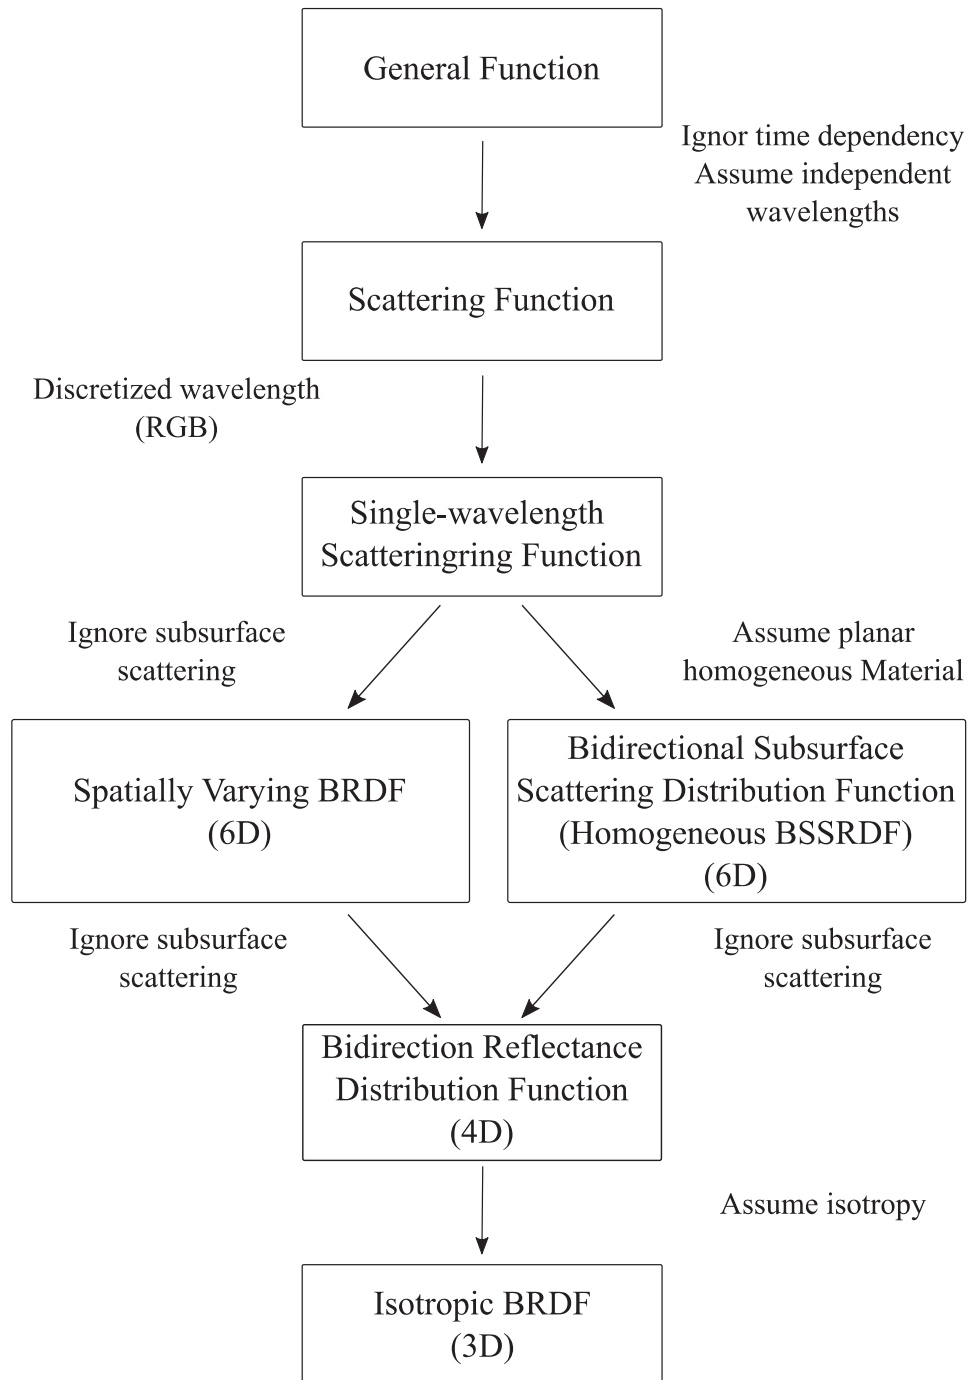 General Function
Ignor time dependency
Assume independent
wavelengths
Scattering Function
Discretized wavelength
(RGB)
Single-wavelength
Scatteringring Function
Ignore subsurface
scattering
Assume planar
homogeneous Material
Spatially Varying BRDF
(6D)
Bidirectional Subsurface
Scattering Distribution Function
(Homogeneous BSSRDF)
(6D)
Ignore subsurface
scattering
Ignore subsurface
scattering
Bidirection Reflectance
Distribution Function
(4D)
Assume isotropy
Isotropic BRDF
(3D)